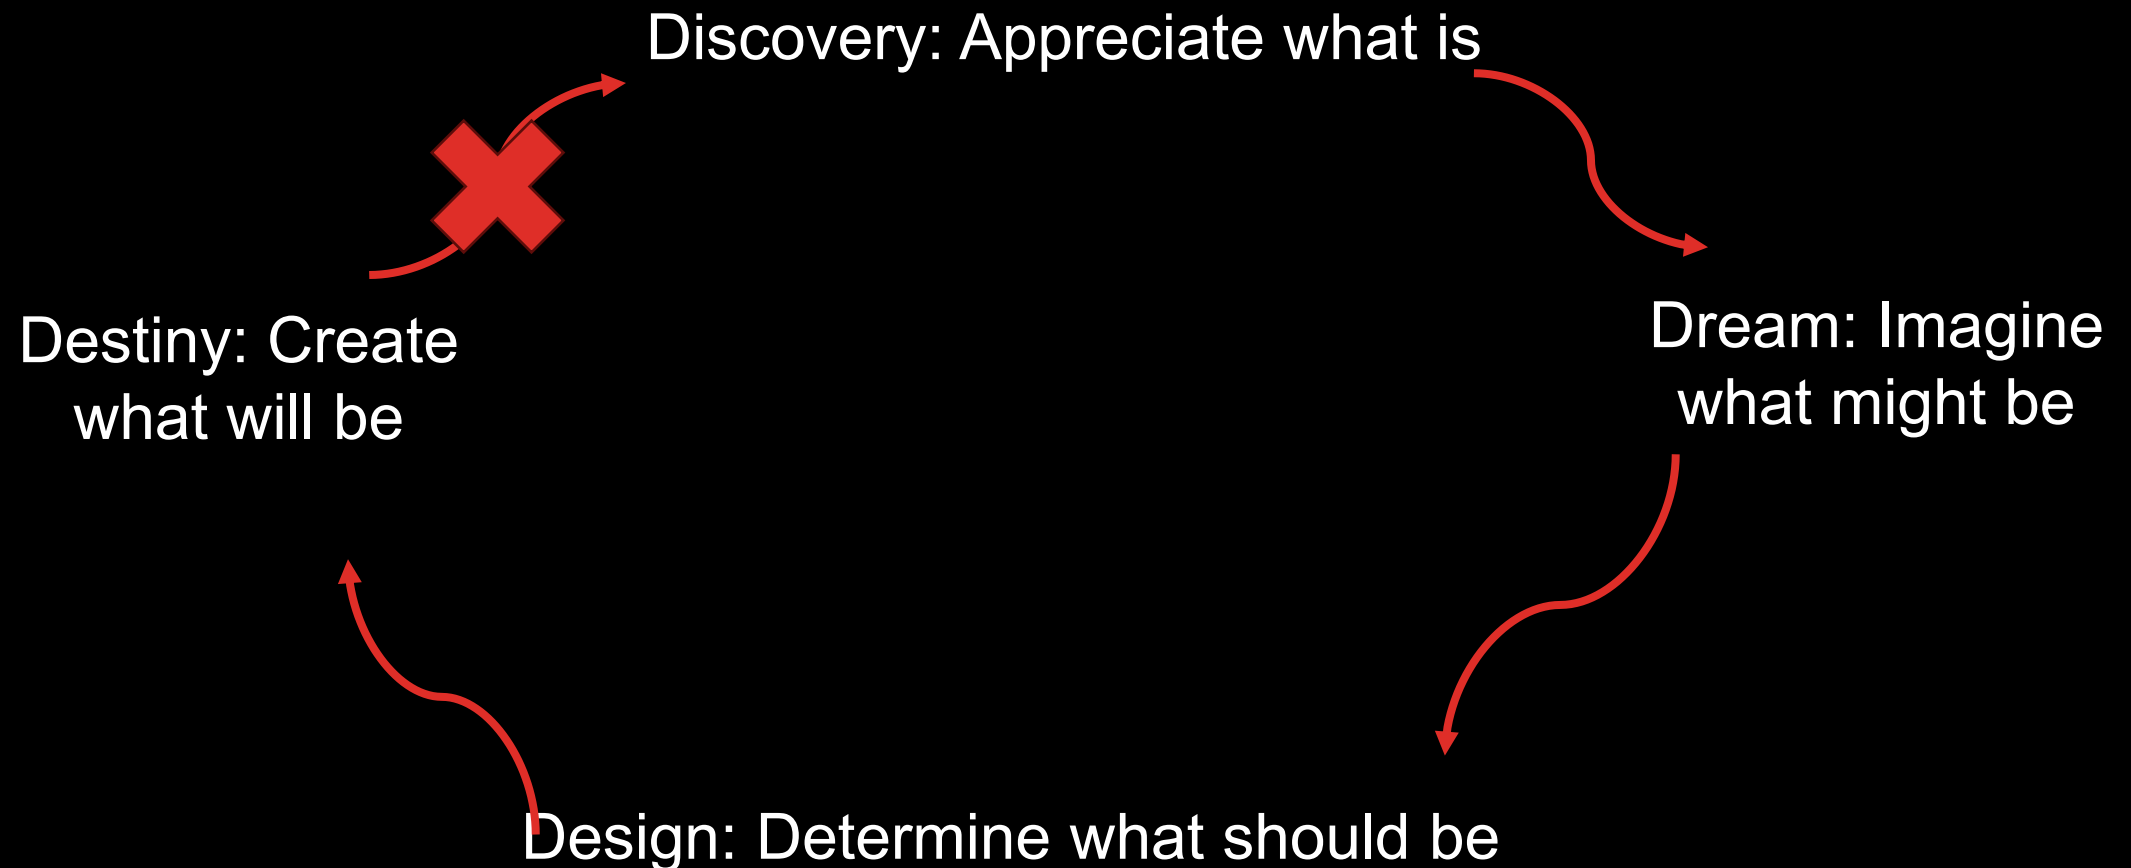 Discovery: Appreciate what is
Dream: Imagine
what might be
Design: Determine what should be
Destiny: Create
what will be